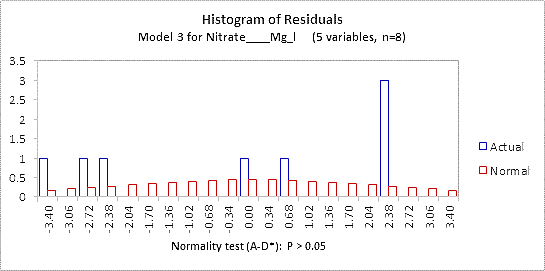 Histogram of Residuals
Model 3 for Nitrate____Mg_l (5 variables, n=8)
3.5
3
2.5
2
1.5
1
0.5
0
-3.40 -3.06 -2.72 -2.38 -2.04 -1.70 -1.36 -1.02 -0.68 -0.34 0.00 0.34 0.68 1.02 1.36 1.70 2.04 2.38 2.72 3.06 3.40
Actual
Normal
Normality test (A-D*): P > 0.05